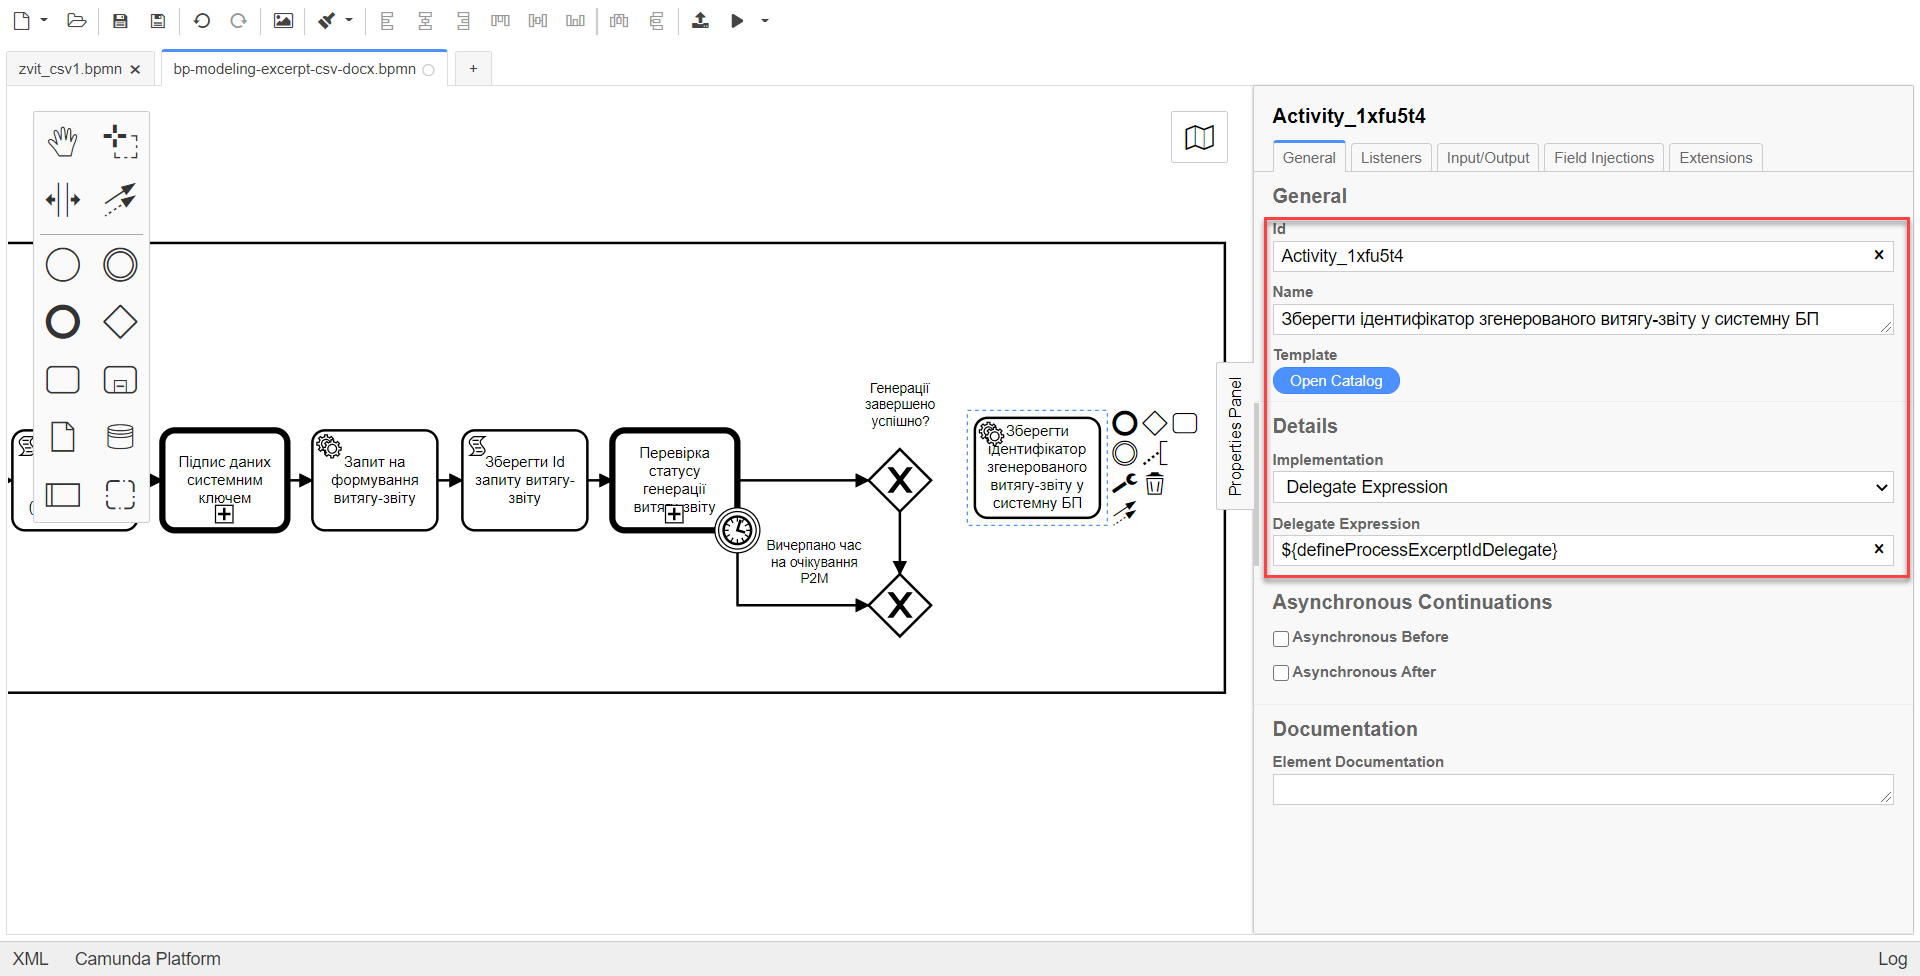 zvit_csv1.bpmn
bp-modeling-excerpt-csv-docx.bpmn
+
Activity_1xfu5t4
General
Listeners
Input/Output
Field Injections
Extensions
General
Id
Activity_1xfu5t4
Name
Зберегти ідентифікатор згенерованого витягу-звіту у системну БП
Template
Open Catalog
Details
Implementation
Delegate Expression
Delegate Expression
${defineProcessExcerptIdDelegate}
Asynchronous Continuations
Asynchronous Before
Asynchronous After
Documentation
Element Documentation
Properties Panel
(
Підпис даних
системним
ключем
Запит на
формування
витягу-звіту
Зберегти Id
запиту витягу-
звіту
Перевірка
статусу
генерації
витягу-звіту
Вичерпано час
на очікування
P2M
Генерації
завершено
успішно?
Зберегти
ідентифікатор
згенерованого
витягу-звіту у
системну БП
XML
Camunda Platform
Log